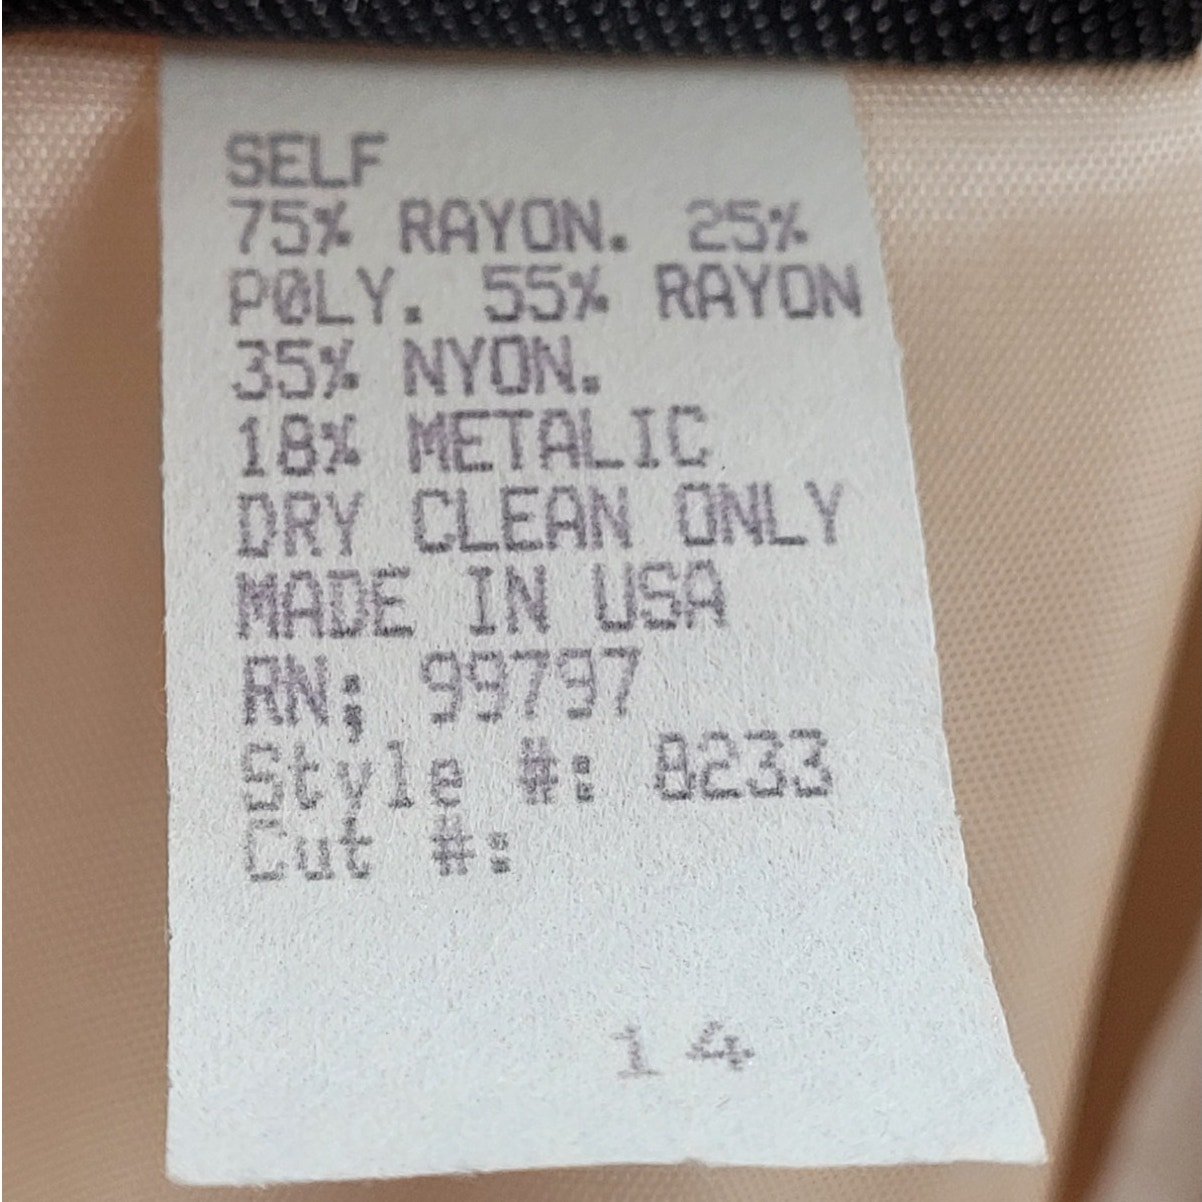 SELF
75% RAYON. 25%
POLY. 55% RAYON
35% NYON.
18% METALIC
DRY CLEAN ONLY
MADE IN USA
RN; 99797
Style #: 8233
Cut #:
14